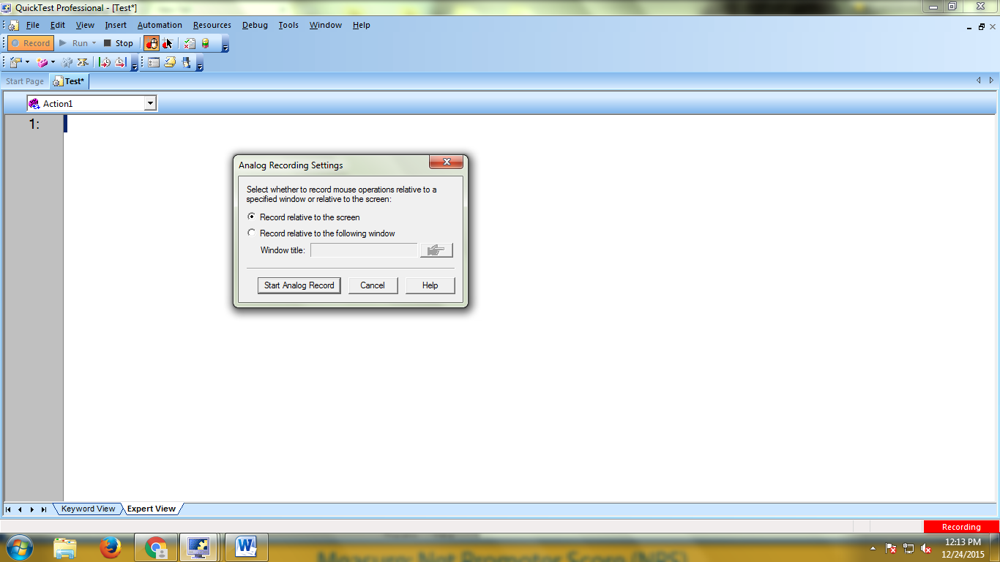 QuickTest Professional - [Test*]
File Edit View Insert Automation Resources Debug Tools Window Help
Record Run Stop
Start Page Test*
Action1
1:
Analog Recording Settings
Select whether to record mouse operations relative to a
specified window or relative to the screen:
Record relative to the screen
Record relative to the following window
Window title:
Start Analog Record Cancel Help
Keyword View Expert View
Recording
12:13 PM
12/24/2015